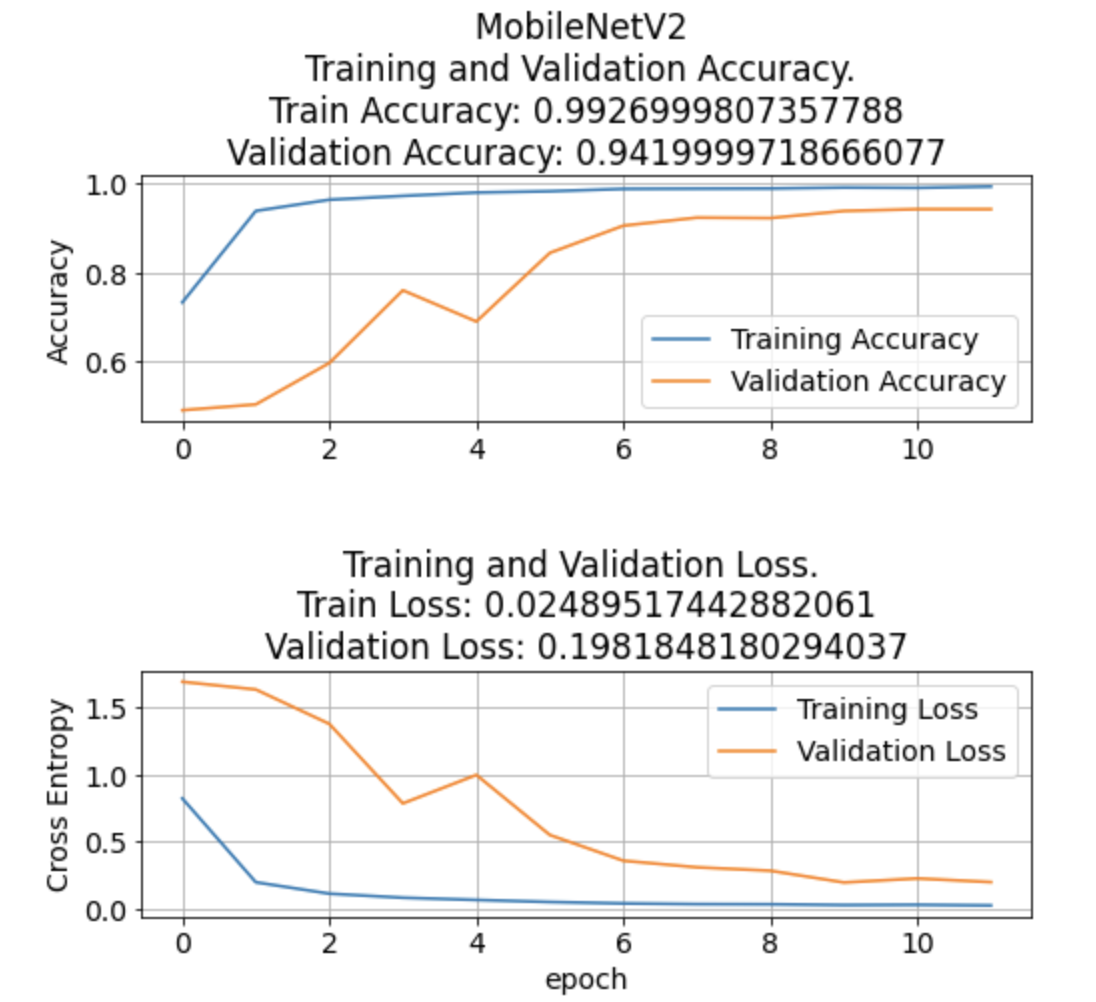 MobileNetV2
Training and Validation Accuracy.
Train Accuracy: 0.9926999807357788
Validation Accuracy: 0.9419999718666077
1.0
0.8
0.6
Accuracy
Training Accuracy
Validation Accuracy
0 2 4 6 8 10
Training and Validation Loss.
Train Loss: 0.02489517442882061
Validation Loss: 0.1981848180294037
1.5
1.0
0.5
0.0
Cross Entropy
Training Loss
Validation Loss
0 2 4 6 8 10
epoch